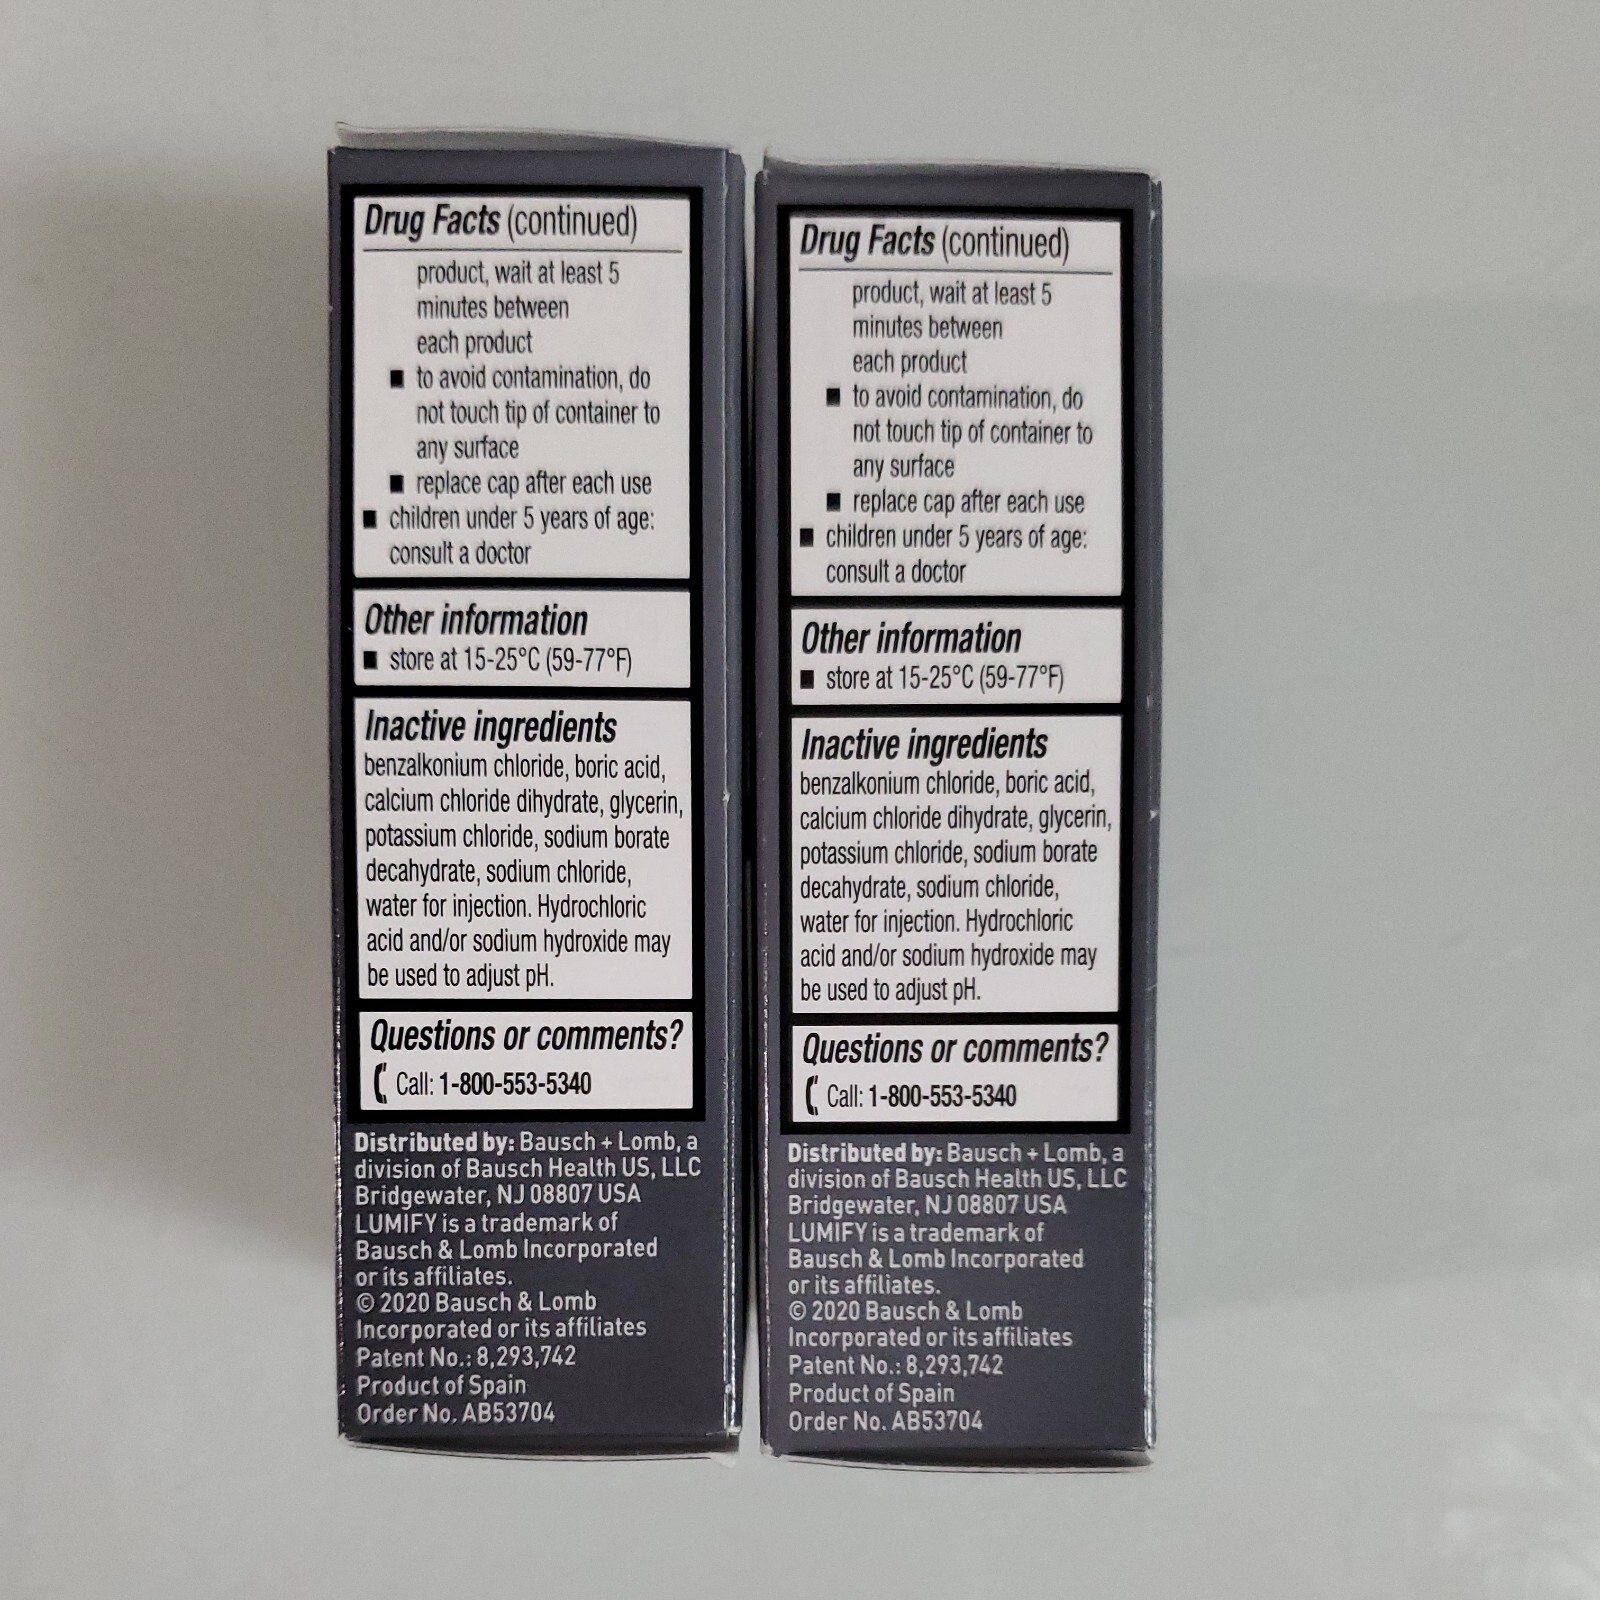 Drug Facts (continued)
product, wait at least 5
minutes between
each product
■ to avoid contamination, do
not touch tip of container to
any surface
■ replace cap after each use
■ children under 5 years of age:
consult a doctor
Other information
■ store at 15-25°C (59-77°F)
Inactive ingredients
benzalkonium chloride, boric acid,
calcium chloride dihydrate, glycerin,
potassium chloride, sodium borate
decahydrate, sodium chloride,
water for injection. Hydrochloric
acid and/or sodium hydroxide may
be used to adjust pH.
Questions or comments?
Call: 1-800-553-5340
Distributed by: Bausch + Lomb, a
division of Bausch Health US, LLC
Bridgewater, NJ 08807 USA
LUMIFY is a trademark of
Bausch & Lomb Incorporated
or its affiliates.
© 2020 Bausch & Lomb
Incorporated or its affiliates
Patent No.: 8,293,742
Product of Spain
Order No. AB53704
Drug Facts (continued)
product, wait at least 5
minutes between
each product
■ to avoid contamination, do
not touch tip of container to
any surface
■ replace cap after each use
■ children under 5 years of age:
consult a doctor
Other information
■ store at 15-25°C (59-77°F)
Inactive ingredients
benzalkonium chloride, boric acid,
calcium chloride dihydrate, glycerin,
potassium chloride, sodium borate
decahydrate, sodium chloride,
water for injection. Hydrochloric
acid and/or sodium hydroxide may
be used to adjust pH.
Questions or comments?
Call: 1-800-553-5340
Distributed by: Bausch + Lomb, a
division of Bausch Health US, LLC
Bridgewater, NJ 08807 USA
LUMIFY is a trademark of
Bausch & Lomb Incorporated
or its affiliates.
© 2020 Bausch & Lomb
Incorporated or its affiliates
Patent No.: 8,293,742
Product of Spain
Order No. AB53704